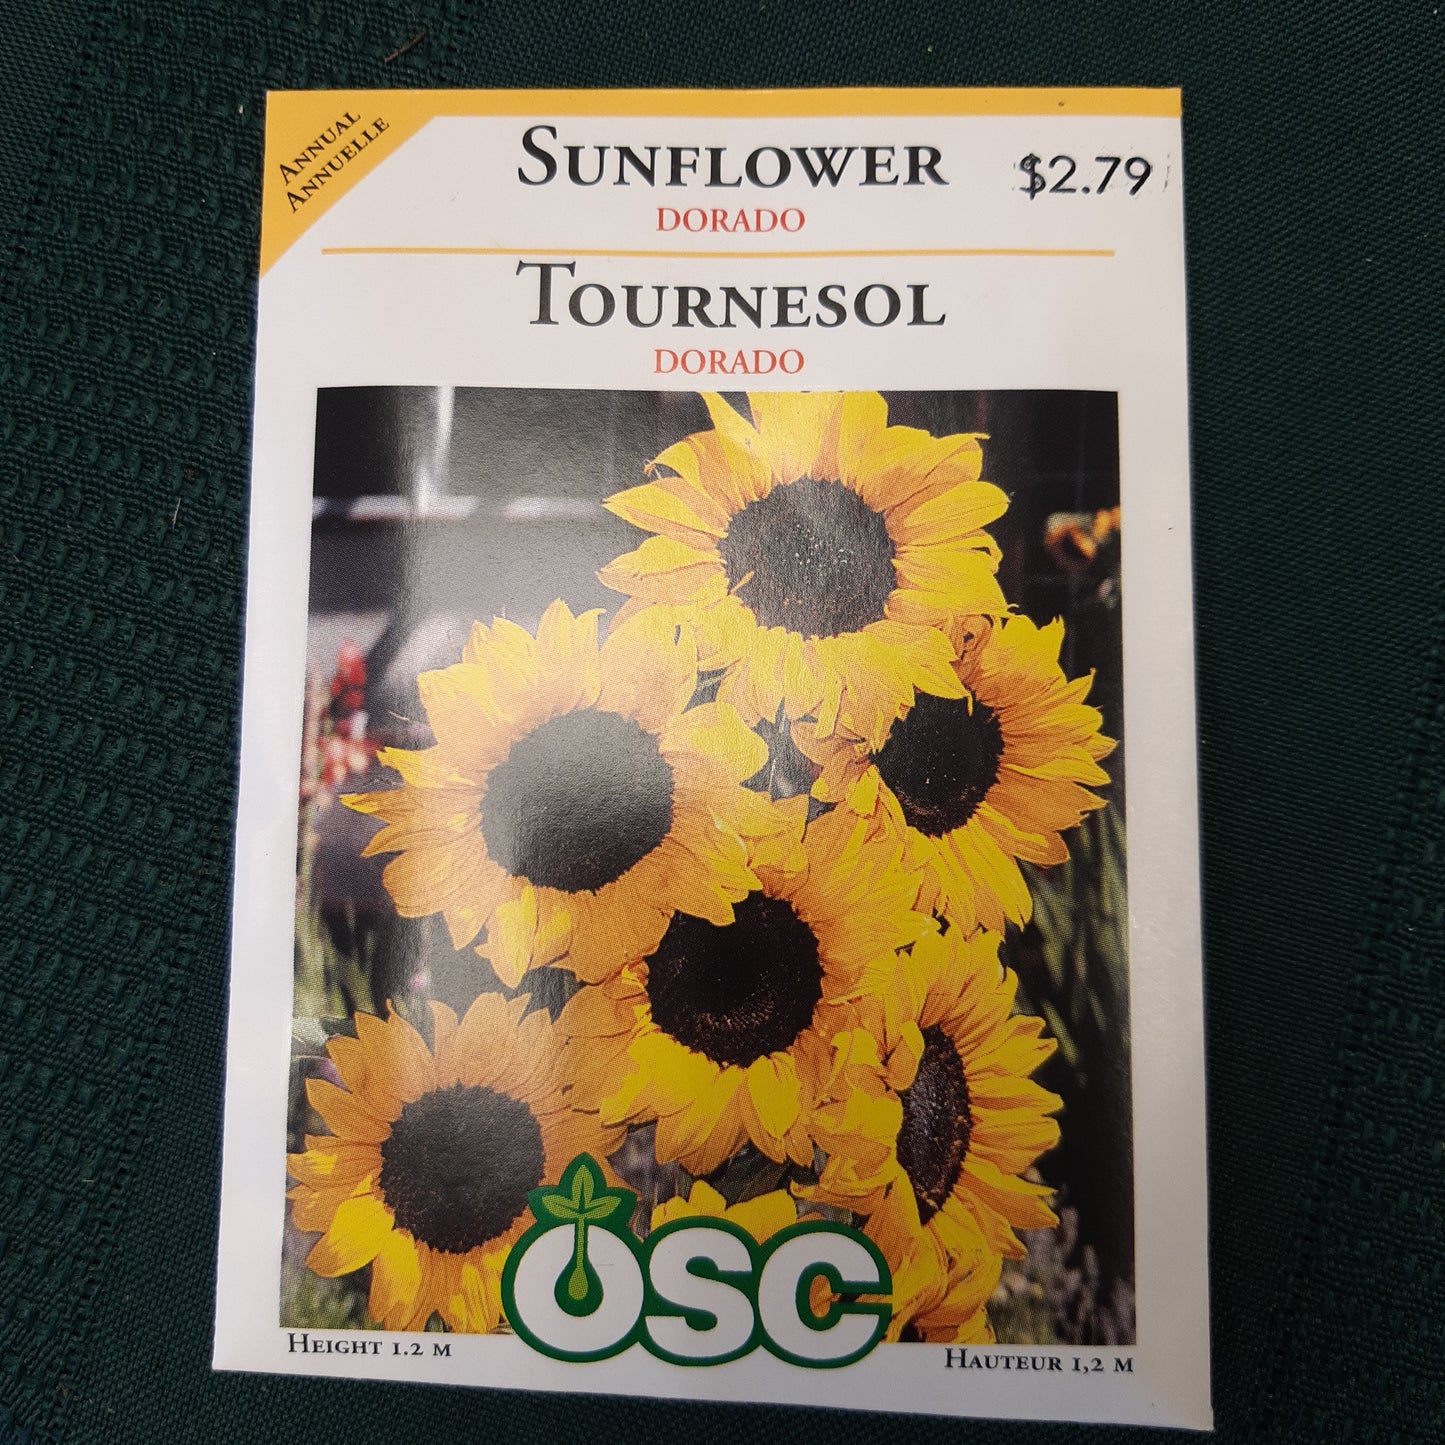 ANNUAL
ANNUELLE
SUNFLOWER
$2.79
DORADO
TOURNESOL
DORADO
OSC
HEIGHT 1.2 M
HAUTEUR 1,2 M